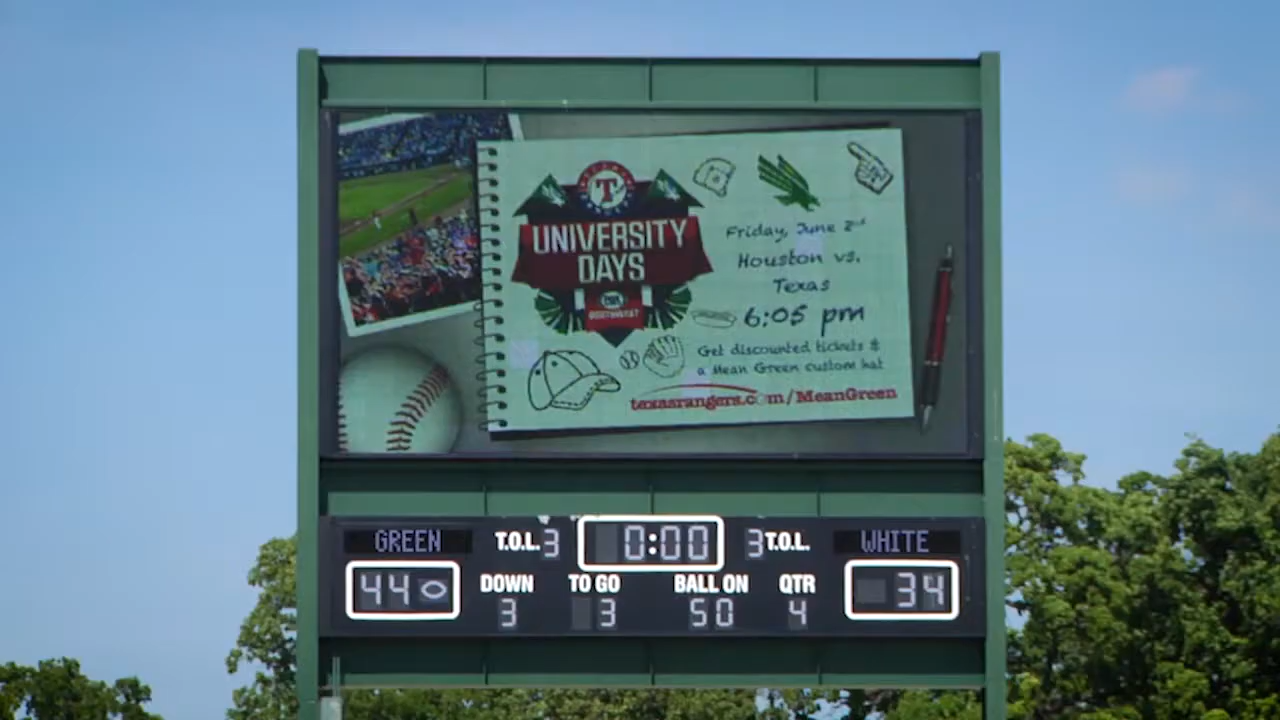 T
UNIVERSITY
DAYS
FOX
SOUTHWEST
Friday, June 2nd
Houston vs.
Texas
6:05 pm
Get discounted tickets &
a Mean Green custom hat
texasrangers.com/MeanGreen
GREEN T.O.L. 3 0:00 3 T.O.L. WHITE
44 DOWN TO GO BALL ON QTR 34
3 3 50 4